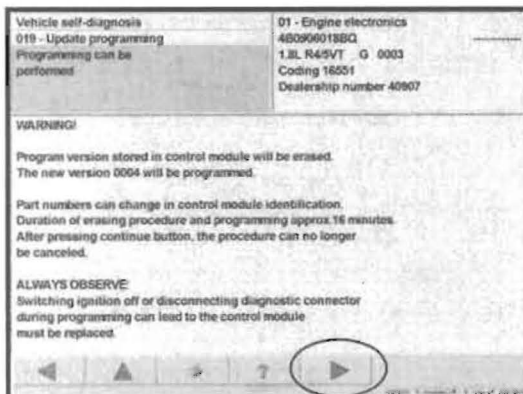 Vehicle self-diagnosis
019 - Update programming
Programming can be
performed
01 - Engine electronics
4B0906018BQ
1.8L R4/5VT G 0003
Coding 16551
Dealership number 40907
WARNING!
Program version stored in control module will be erased.
The new version 0004 will be programmed.
Part numbers can change in control module identification.
Duration of erasing procedure and programming approx.16 minutes.
After pressing continue button, the procedure can no longer
be canceled.
ALWAYS OBSERVE:
Switching ignition off or disconnecting diagnostic connector
during programming can lead to the control module
must be replaced.
?